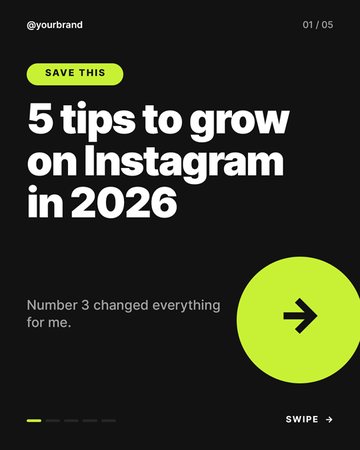 @yourbrand
01 / 05
SAVE THIS
5 tips to grow
on Instagram
in 2026
Number 3 changed everything
for me.
SWIPE →